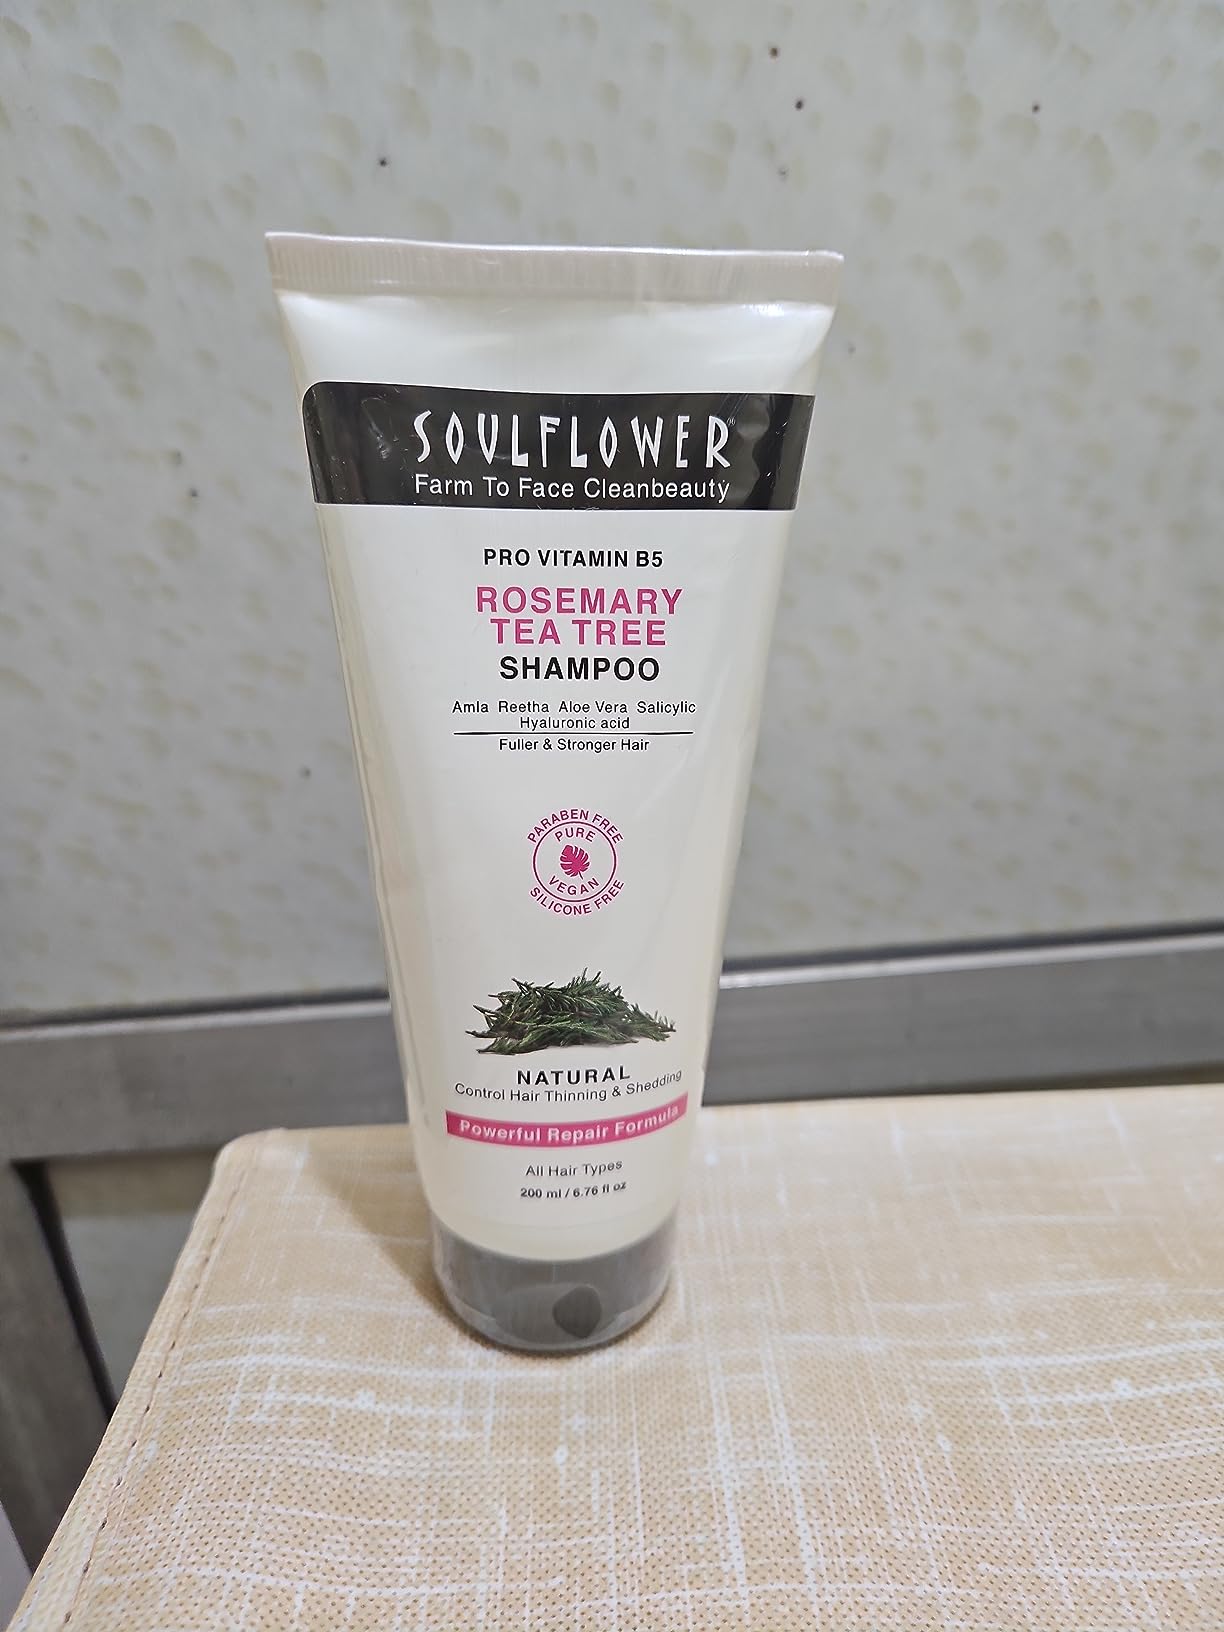 SOULFLOWER
Farm To Face Cleanbeauty
PRO VITAMIN B5
ROSEMARY
TEA TREE
SHAMPOO
Amla Reetha Aloe Vera Salicylic
Hyaluronic acid
Fuller & Stronger Hair
PARABEN FREE
PURE
VEGAN
SILICONE FREE
NATURAL
Control Hair Thinning & Shedding
Powerful Repair Formula
All Hair Types
200 ml / 6.76 fl oz